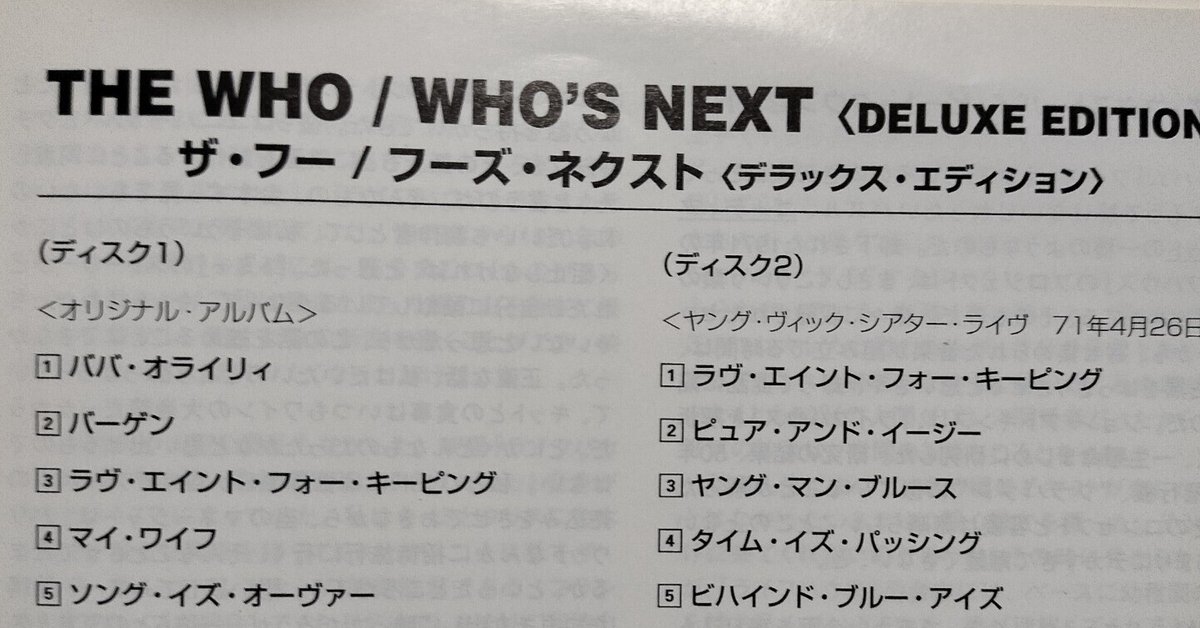 THE WHO / WHO'S NEXT 〈DELUXE EDITION
ザ・フー / フーズ・ネクスト〈デラックス・エディション〉
(ディスク1)
<オリジナル・アルバム>
1 ババ・オライリィ
2 バーゲン
3 ラヴ・エイント・フォー・キーピング
4 マイ・ワイフ
5 ソング・イズ・オーヴァー
(ディスク2)
<ヤング・ヴィック・シアター・ライヴ 71年4月26日
1 ラヴ・エイント・フォー・キーピング
2 ピュア・アンド・イージー
3 ヤング・マン・ブルース
4 タイム・イズ・パッシング
5 ビハインド・ブルー・アイズ